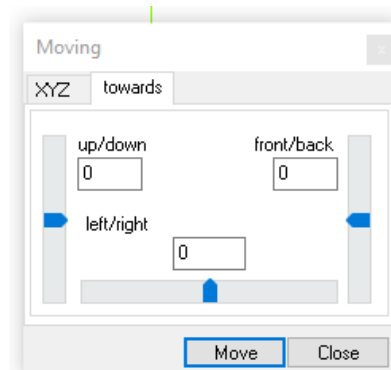 Moving
XYZ towards
up/down front/back
0 0
left/right
0
Move Close